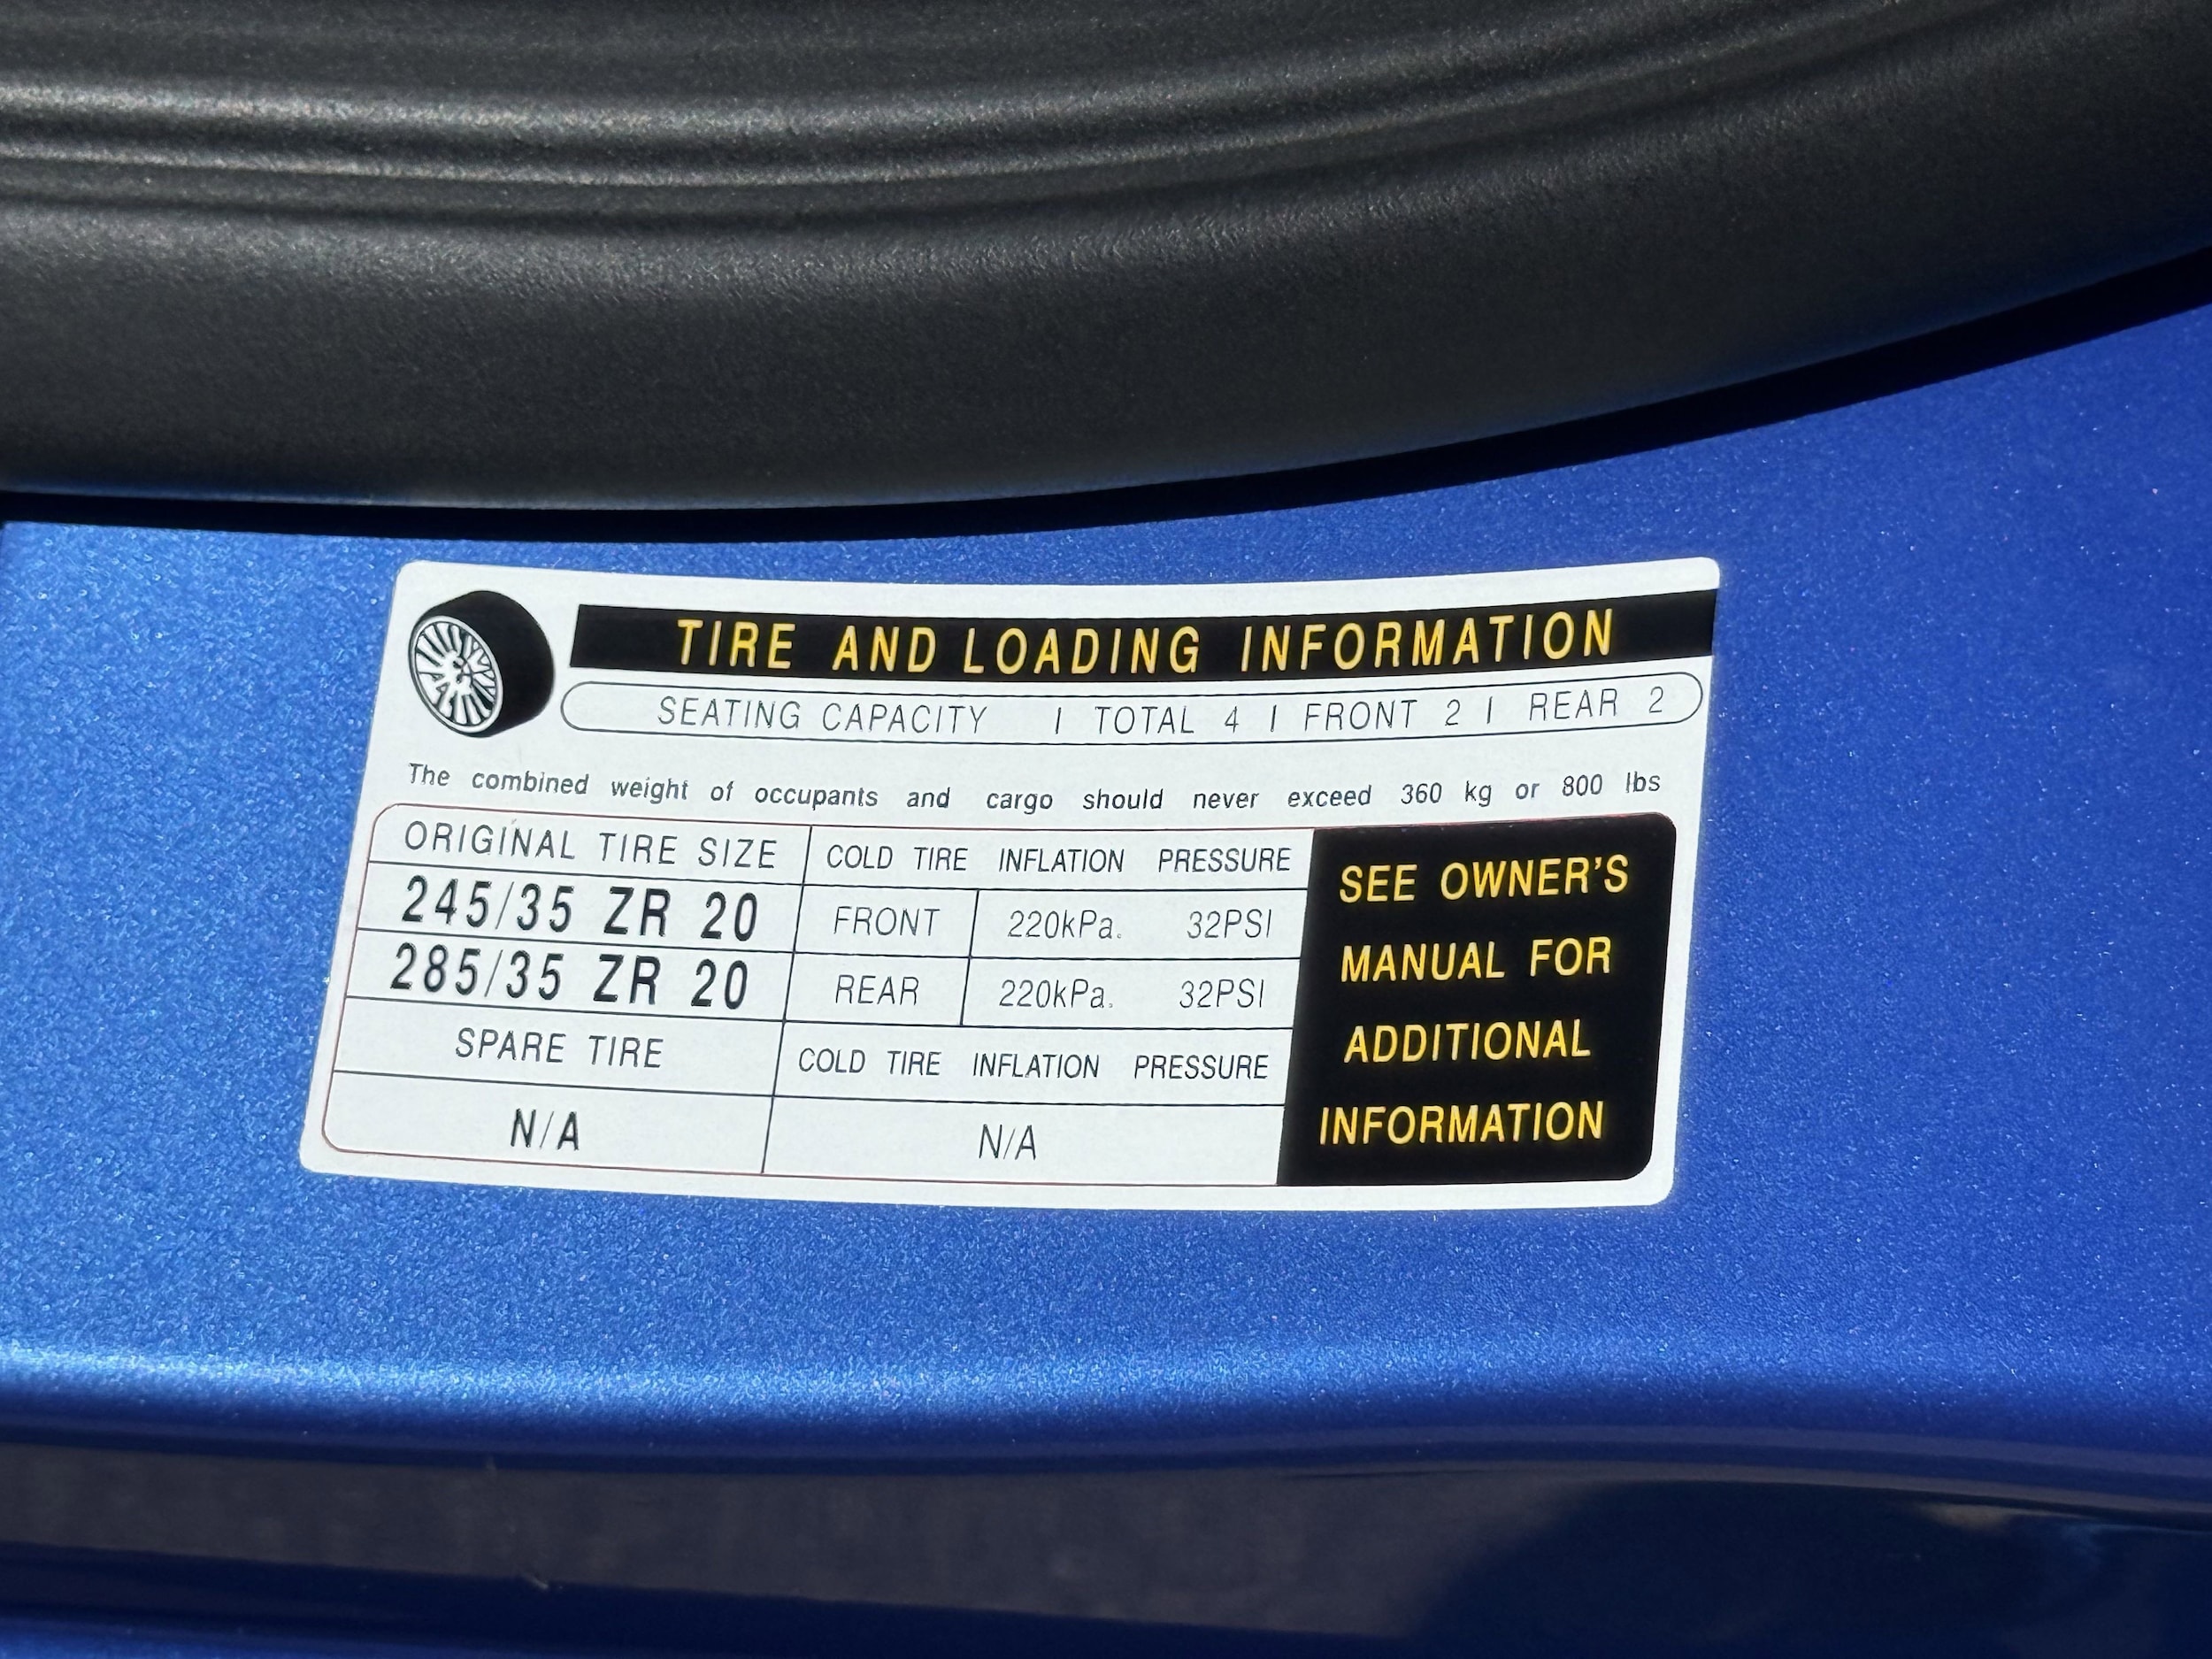 TIRE AND LOADING INFORMATION
SEATING CAPACITY | TOTAL 4 | FRONT 2 | REAR 2
The combined weight of occupants and cargo should never exceed 360 kg or 800 lbs
ORIGINAL TIRE SIZE COLD TIRE INFLATION PRESSURE
245/35 ZR 20 FRONT 220kPa. 32PSI
285/35 ZR 20 REAR 220kPa. 32PSI
SPARE TIRE COLD TIRE INFLATION PRESSURE
N/A N/A
SEE OWNER'S
MANUAL FOR
ADDITIONAL
INFORMATION